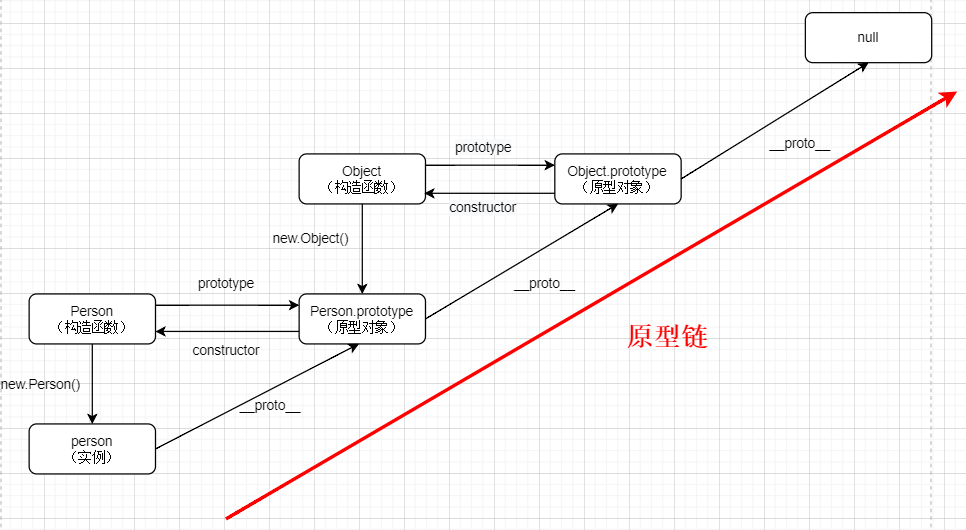 null
__proto__
prototype
Object
（构造函数）
Object.prototype
（原型对象）
constructor
new.Object()
__proto__
prototype
Person
（构造函数）
Person.prototype
（原型对象）
constructor
原型链
new.Person()
__proto__
person
（实例）